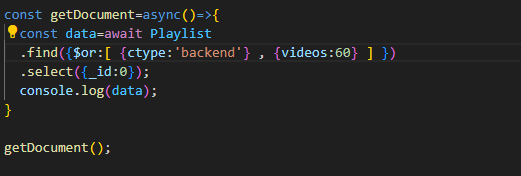 const getDocument=async()=>{
const data=await Playlist
.find({$or:[ {ctype:'backend'} , {videos:60} ] })
.select({_id:0});
console.log(data);
}
getDocument();